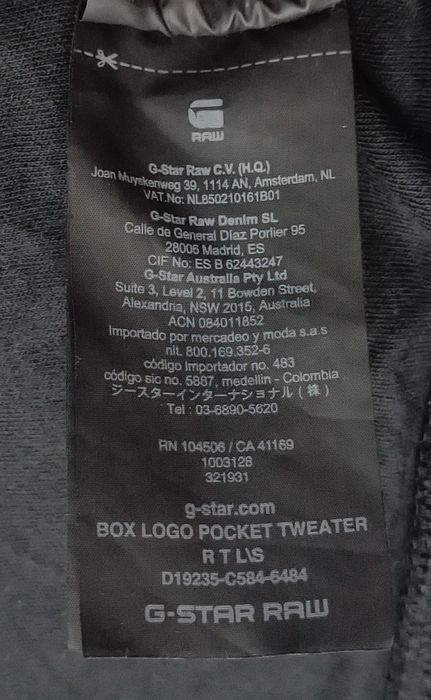 G
RAW
G-Star Raw C.V. (H.Q.)
Joan Muyskenweg 39, 1114 AN, Amsterdam, NL
VAT.No: NL850210161B01
G-Star Raw Denim SL
Calle de General Díaz Porlier 95
28006 Madrid, ES
CIF No: ES B 62443247
G-Star Australia Pty Ltd
Suite 3, Level 2, 11 Bowden Street,
Alexandria, NSW 2015, Australia
ACN 084011852
Importado por mercadeo y moda s.a.s
nit. 800.169.352-6
código importador no. 483
código sic no. 5887, medellin - Colombia
ジースターインターナショナル(株)
Tel : 03-6890-5620
RN 104506 / CA 41169
1003128
321931
g-star.com
BOX LOGO POCKET TWEATER
R T L\S
D19235-C584-6484
G-STAR RAW